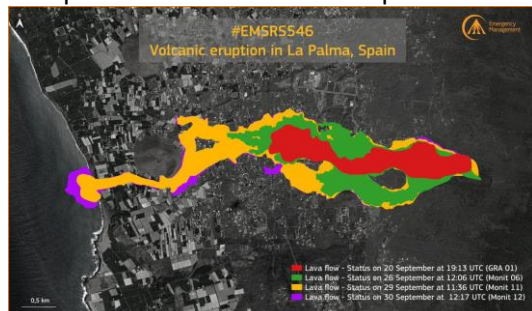 #EMSR5546
Volcanic eruption in La Palma, Spain
Emergency
Management
Lava flow - Status on 20 September at 19:13 UTC (GRA 01)
Lava flow - Status on 26 September at 12:06 UTC (Monit 06)
Lava flow - Status on 29 September at 11:36 UTC (Monit 11)
Lava flow - Status on 30 September at 12:17 UTC (Monit 12)
0,5 km